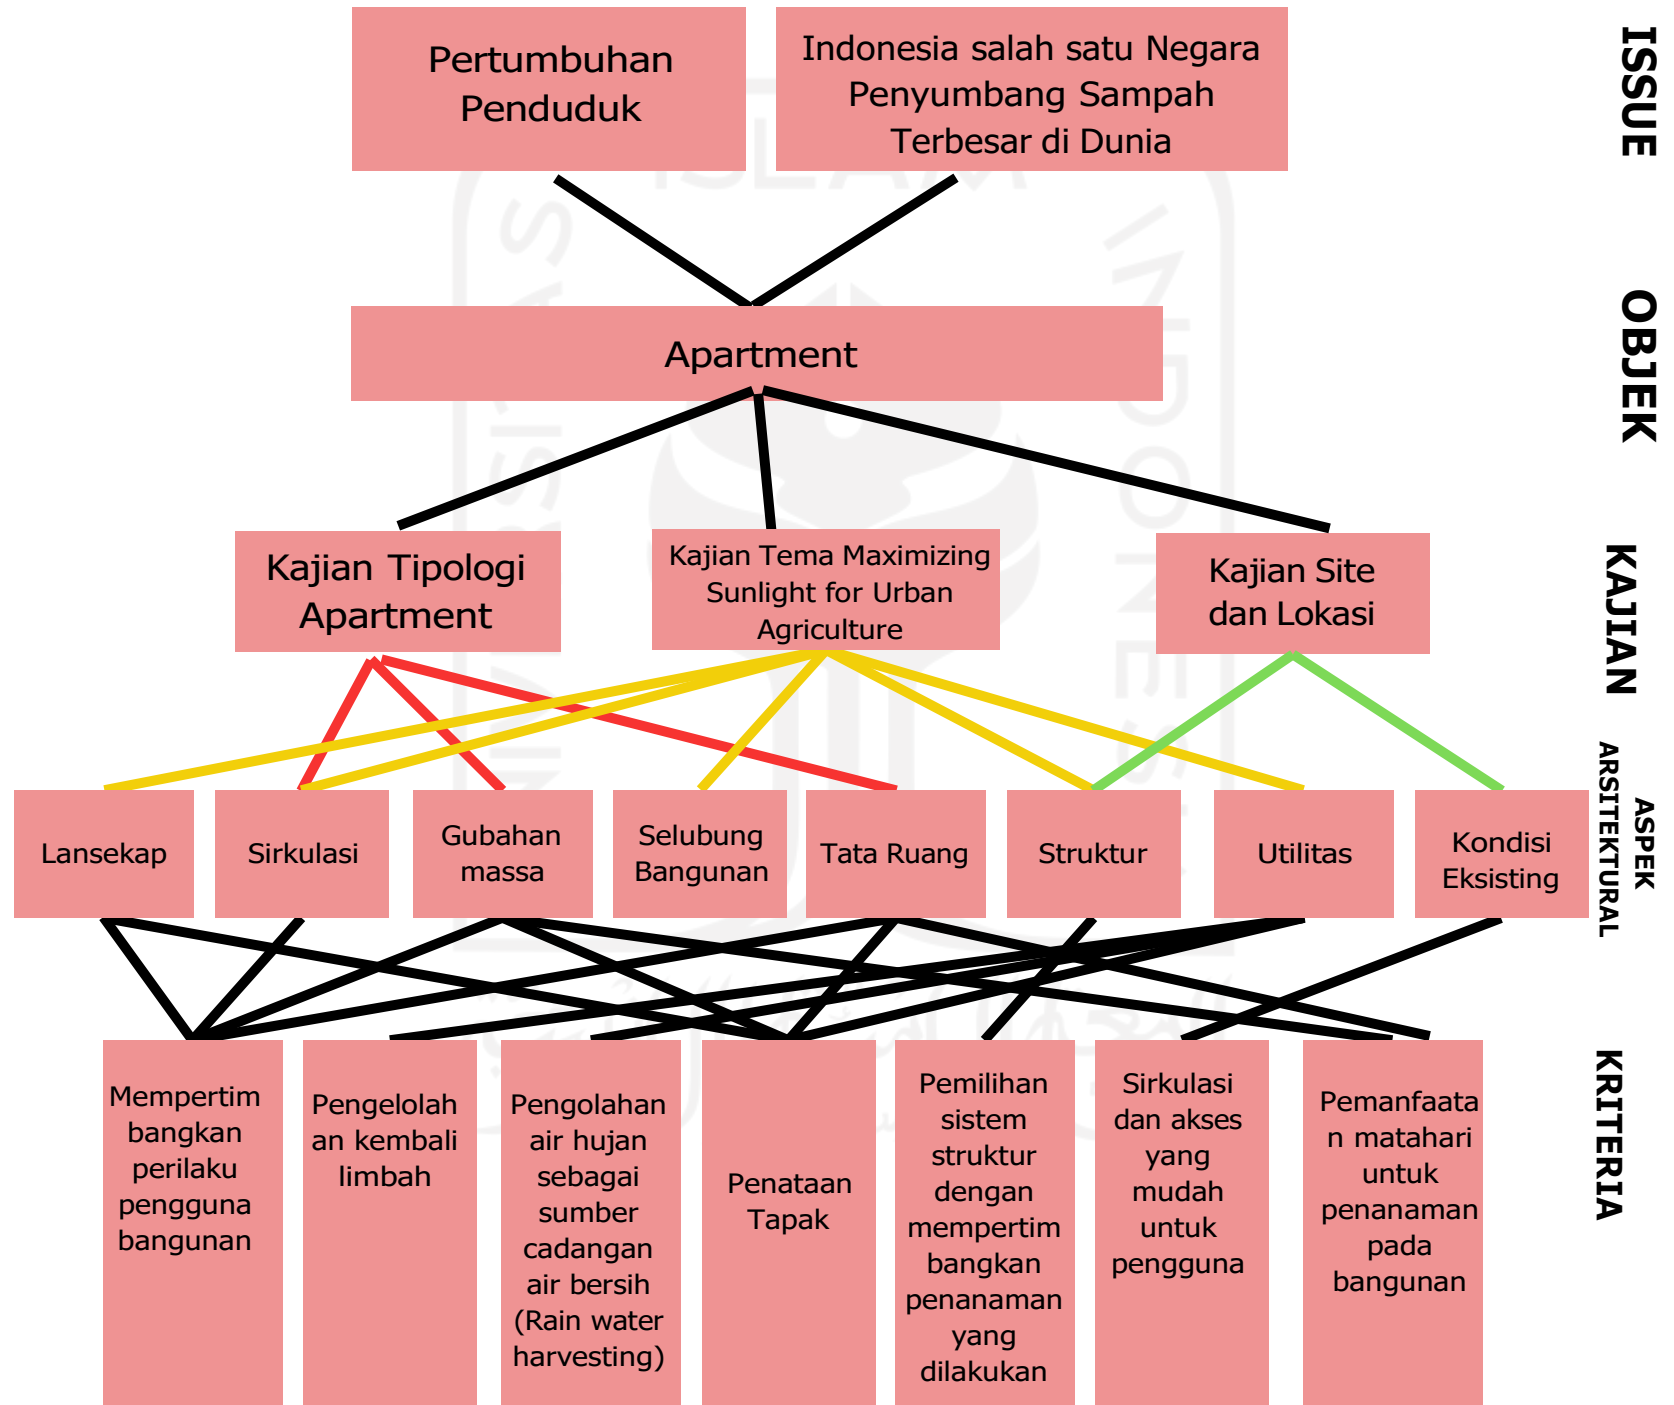 Pertumbuhan
Penduduk
Indonesia salah satu Negara
Penyumbang Sampah
Terbesar di Dunia
ISSUE
Apartment
OBJEK
Kajian Tipologi
Apartment
Kajian Tema Maximizing
Sunlight for Urban
Agriculture
Kajian Site
dan Lokasi
KAJIAN
Lansekap
Sirkulasi
Gubahan
massa
Selubung
Bangunan
Tata Ruang
Struktur
Utilitas
Kondisi
Eksisting
ASPEK
ARSITEKTURAL
Mempertim
bangkan
perilaku
pengguna
bangunan
Pengelolah
an kembali
limbah
Pengolahan
air hujan
sebagai
sumber
cadangan
air bersih
(Rain water
harvesting)
Penataan
Tapak
Pemilihan
sistem
struktur
dengan
mempertim
bangkan
penanaman
yang
dilakukan
Sirkulasi
dan akses
yang
mudah
untuk
pengguna
Pemanfaata
n matahari
untuk
penanaman
pada
bangunan
KRITERIA
ISLAM
INDONESIA